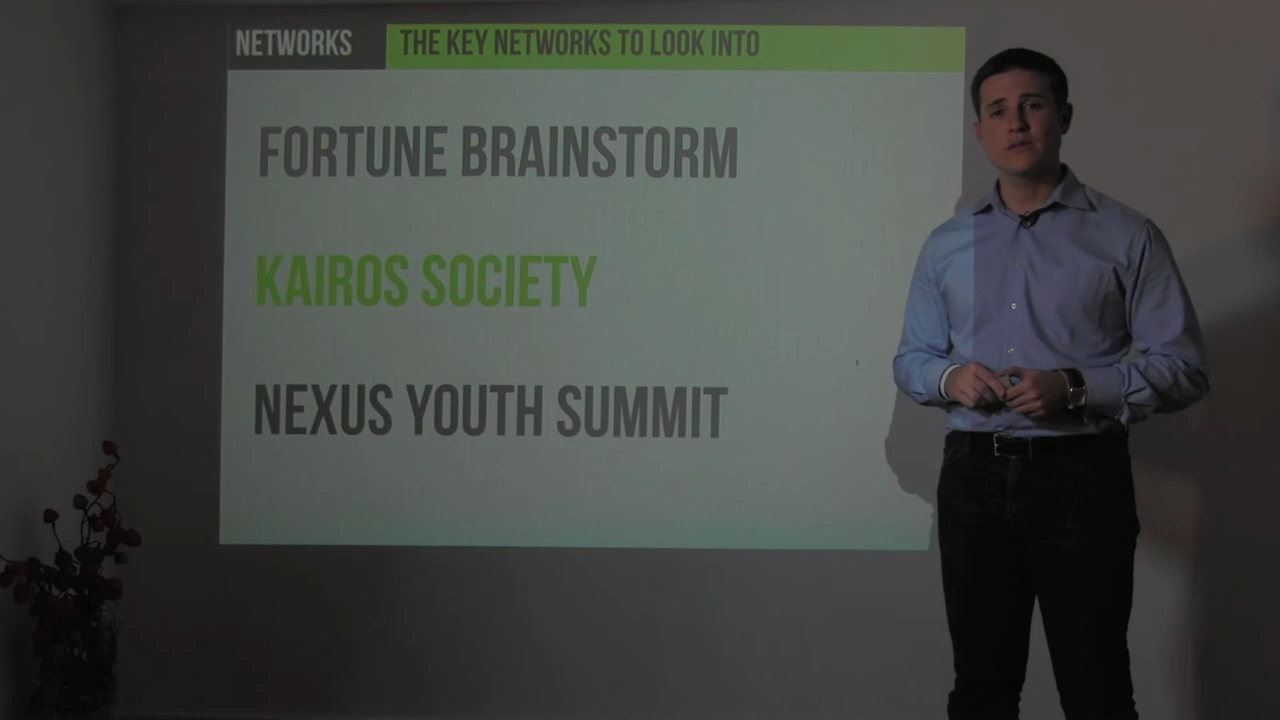 NETWORKS
THE KEY NETWORKS TO LOOK INTO
FORTUNE BRAINSTORM
KAIROS SOCIETY
NEXUS YOUTH SUMMIT